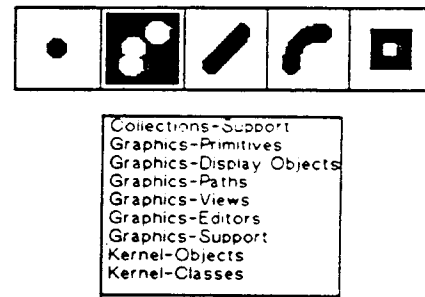 Collections-Support
Graphics-Primitives
Graphics-Display Objects
Graphics-Paths
Graphics-Views
Graphics-Editors
Graphics-Support
Kernel-Objects
Kernel-Classes